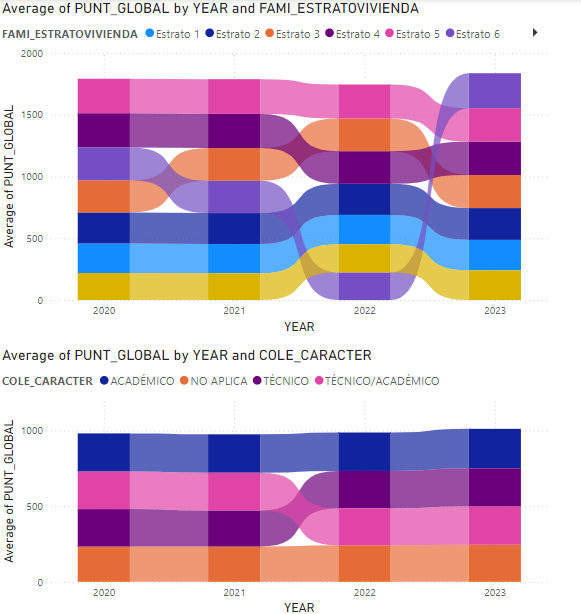 Average of PUNT_GLOBAL by YEAR and FAMI_ESTRATOVIVIENDA
FAMI_ESTRATOVIVIENDA Estrato 1 Estrato 2 Estrato 3 Estrato 4 Estrato 5 Estrato 6
2000
1500
1000
500
0
Average of PUNT_GLOBAL
2020 2021 2022 2023
YEAR
Average of PUNT_GLOBAL by YEAR and COLE_CARACTER
COLE_CARACTER ACADÉMICO NO APLICA TÉCNICO TÉCNICO/ACADÉMICO
1000
500
0
Average of PUNT_GLOBAL
2020 2021 2022 2023
YEAR